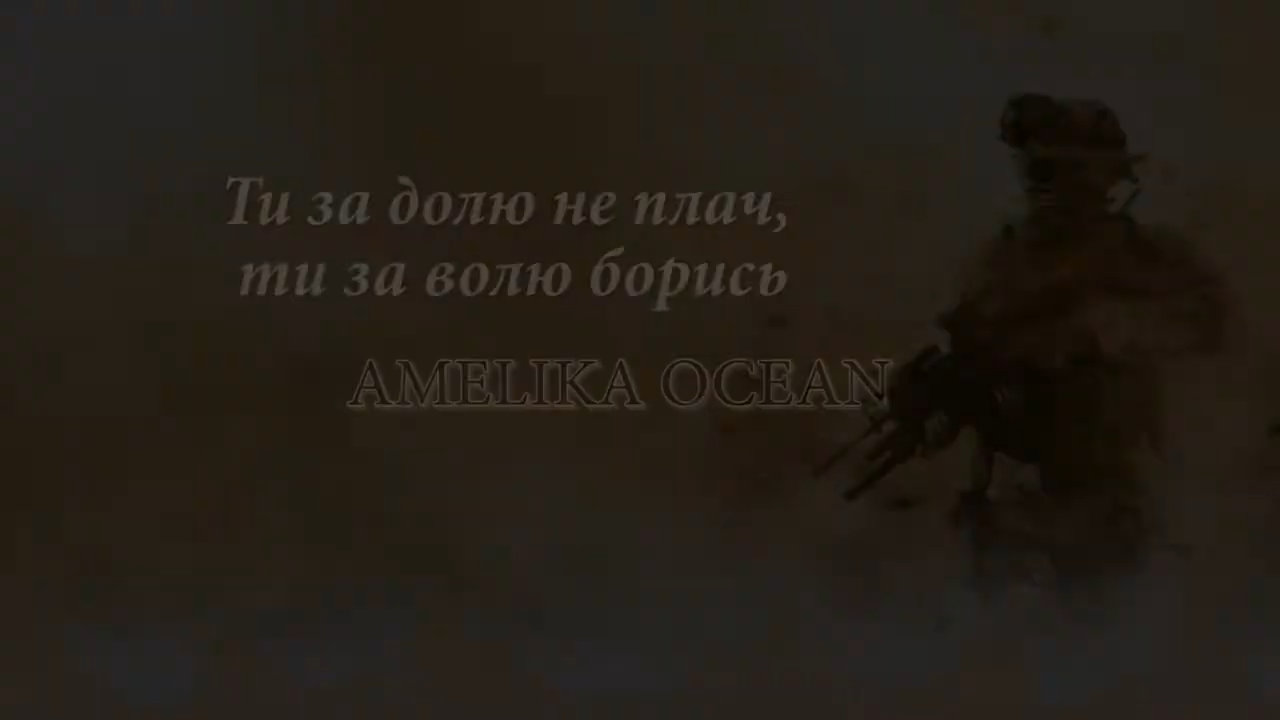 Ти за долю не плач,
ти за волю борись
AMELIKA OCEAN